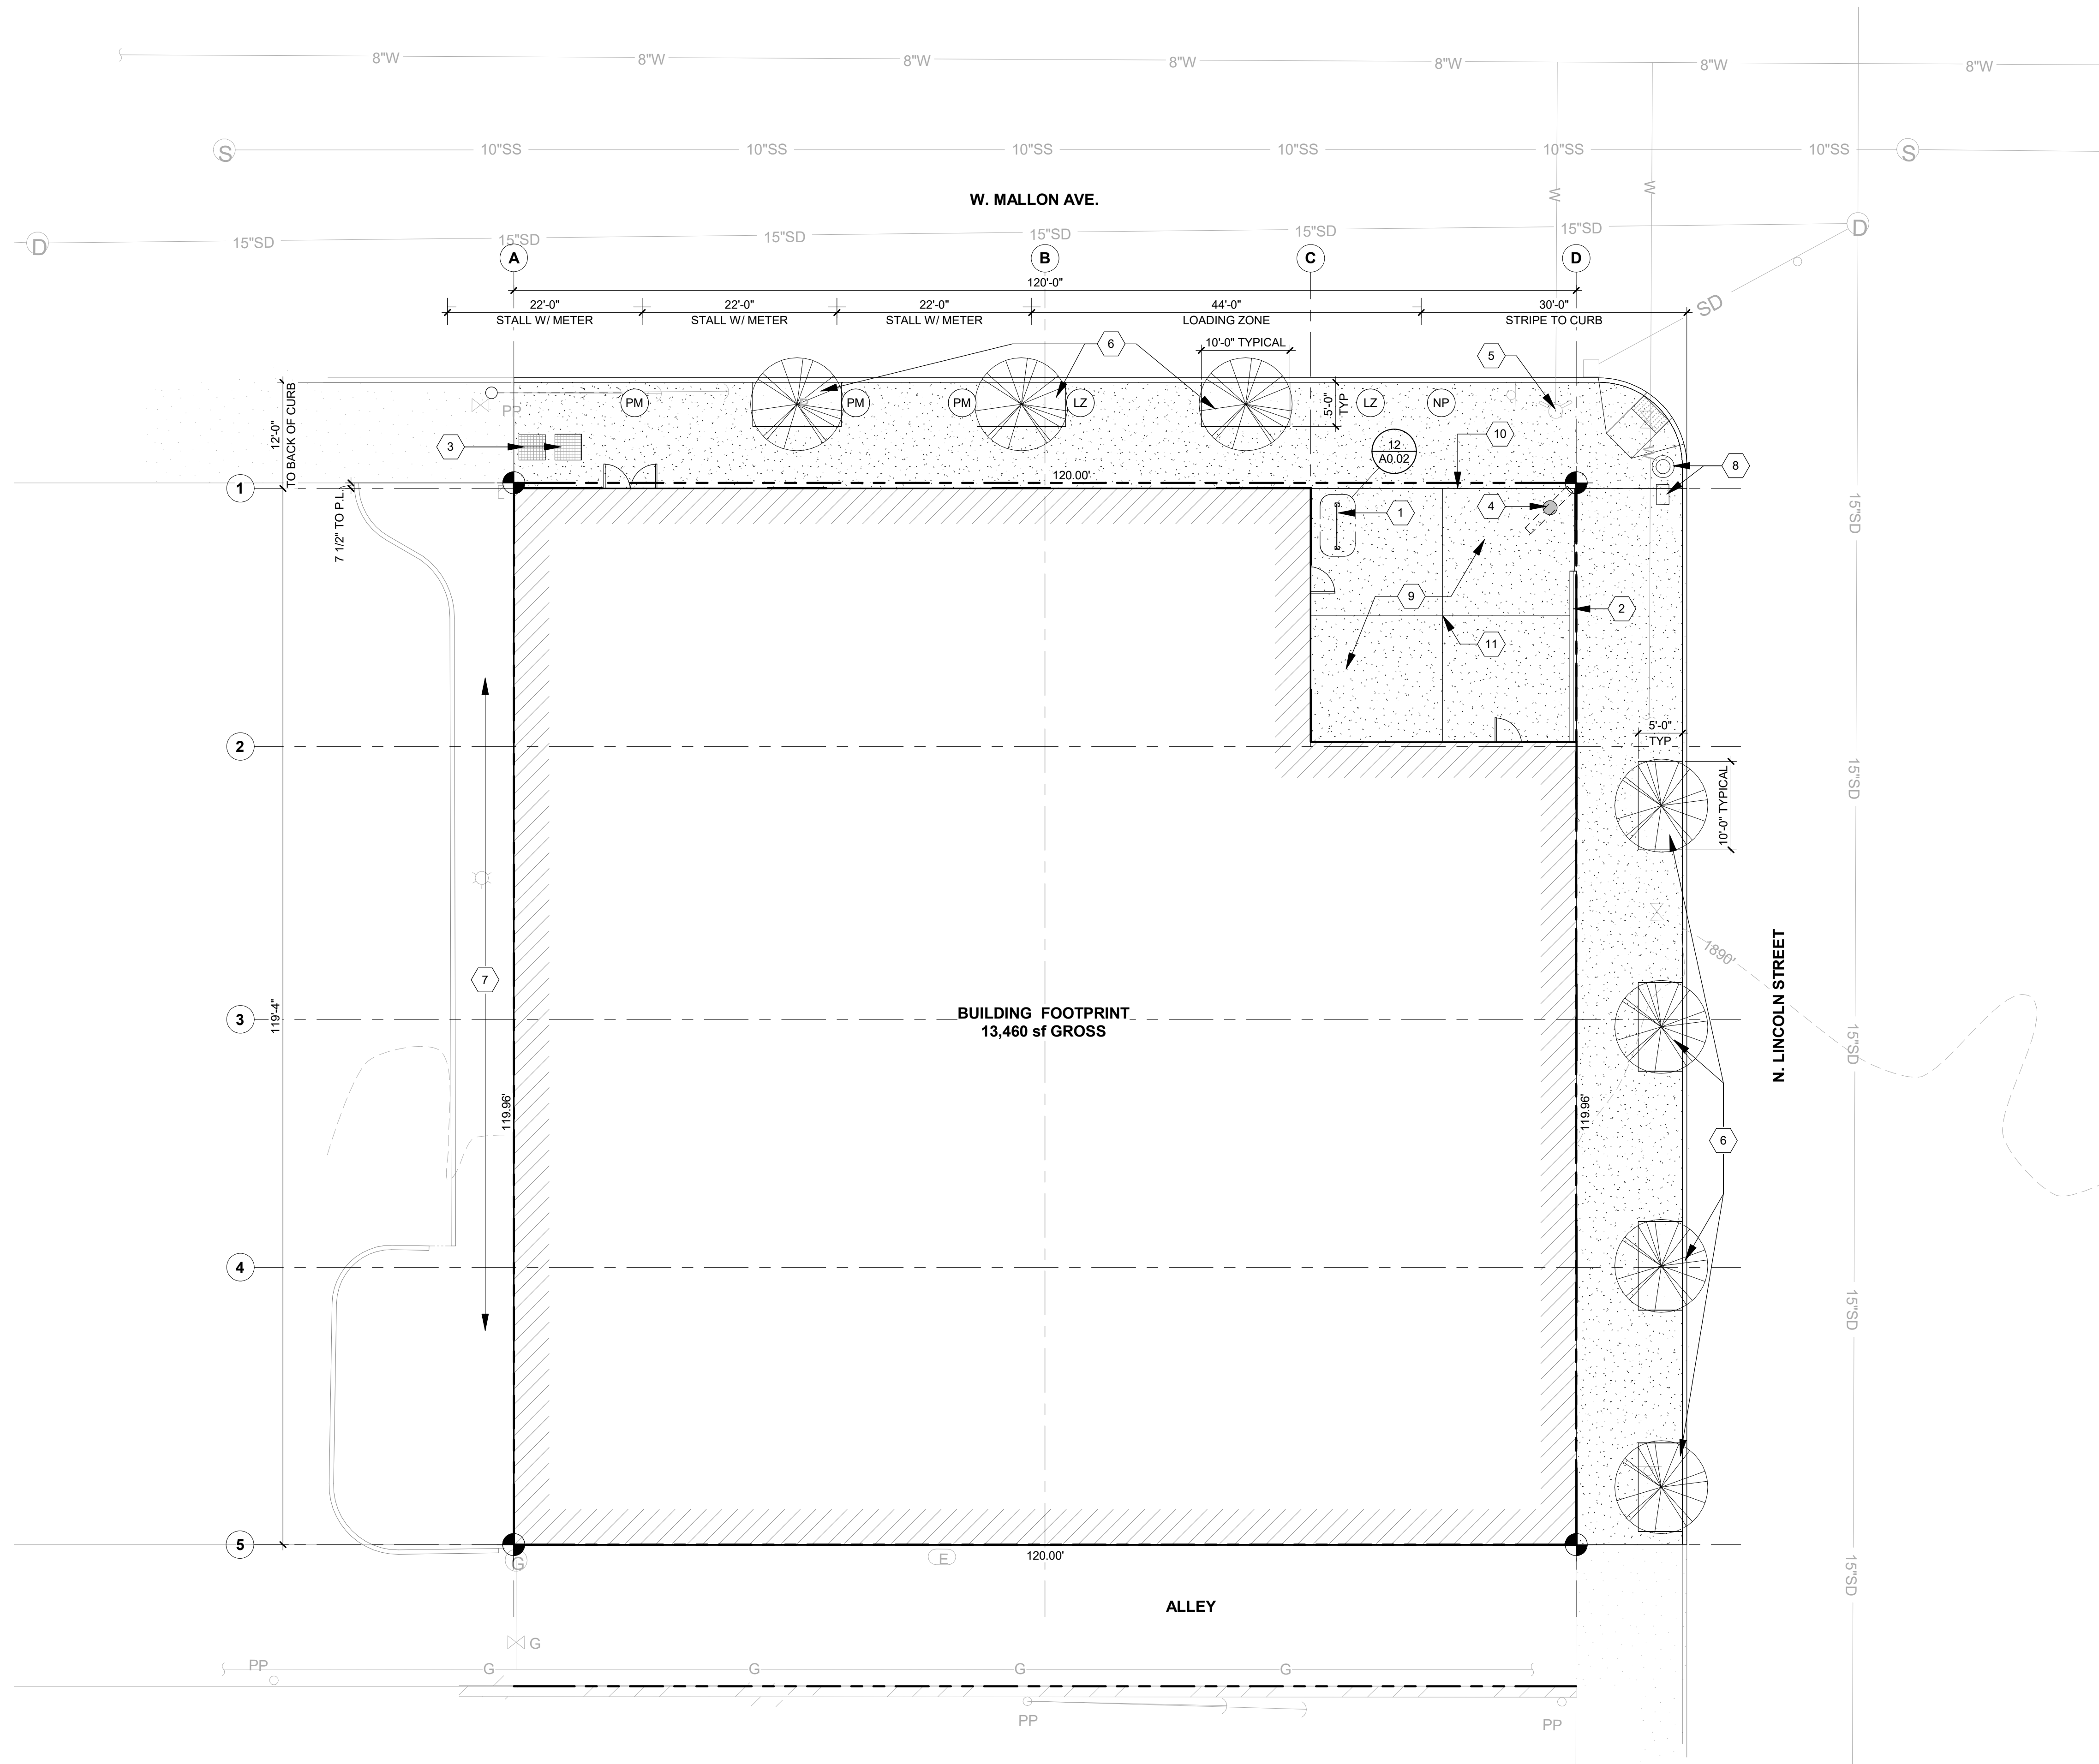 8"W 8"W 8"W 8"W 8"W 8"W 8"W
S 10"SS 10"SS 10"SS 10"SS 10"SS 10"SS S
W W
W. MALLON AVE.
D 15"SD 15"SD 15"SD 15"SD 15"SD 15"SD D
A B C D
120'-0"
22'-0" 22'-0" 22'-0" 44'-0" 30'-0"
STALL W/ METER STALL W/ METER STALL W/ METER LOADING ZONE STRIPE TO CURB
SD
6
10'-0" TYPICAL
5
12'-0"
TO BACK OF CURB
PP
PM PM PM LZ LZ NP
5'-0"
TYP
3
12
A0.02
10
8
120.00'
1
7 1/2" TO P.L.
1
4
15"SD
9
2
11
2
5'-0"
TYP
10'-0" TYPICAL
15"SD
7
1890'
N. LINCOLN STREET
3
119'-4"
BUILDING FOOTPRINT
13,460 sf GROSS
15"SD
119.96'
119.96'
6
4
15"SD
5
G
E
120.00'
15"SD
ALLEY
G
PP
G G G G
PP
PP